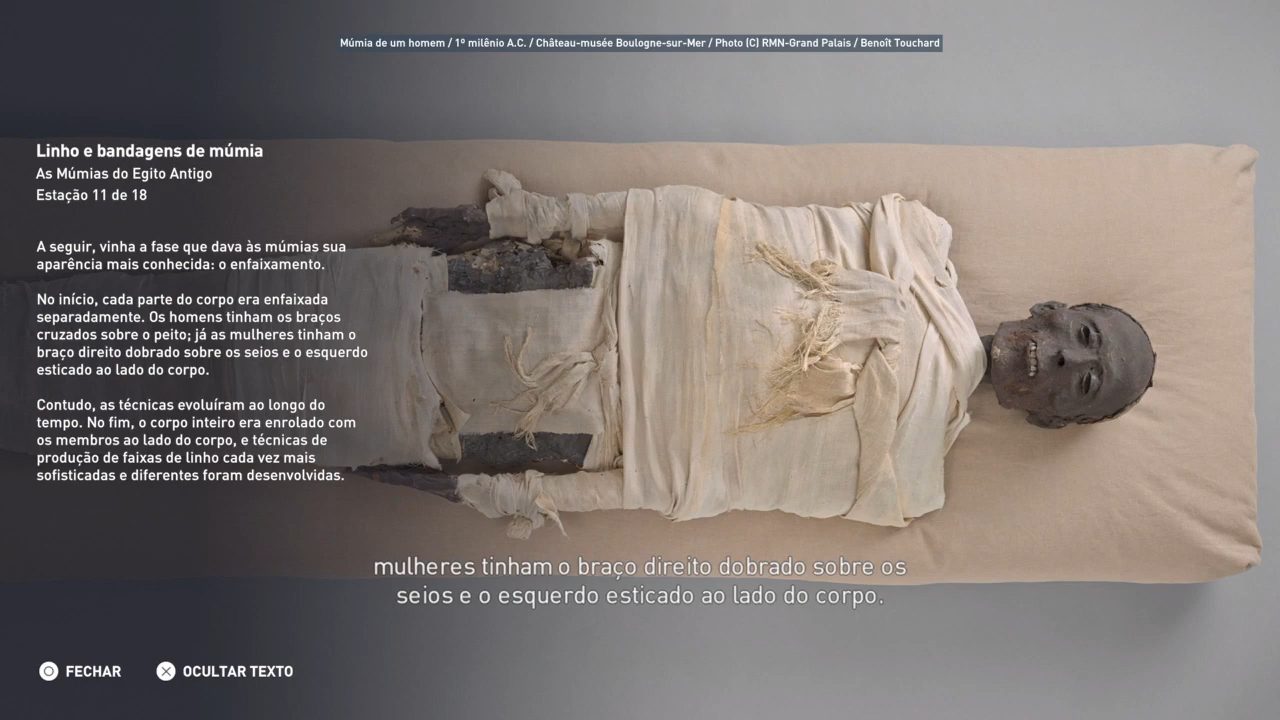 Múmia de um homem / 1º milênio A.C. / Château-musée Boulogne-sur-Mer / Photo (C) RMN-Grand Palais / Benoît Touchard
Linho e bandagens de múmia
As Múmias do Egito Antigo
Estação 11 de 18
A seguir, vinha a fase que dava às múmias sua
aparência mais conhecida: o enfaixamento.
No início, cada parte do corpo era enfaixada
separadamente. Os homens tinham os braços
cruzados sobre o peito; já as mulheres tinham o
braço direito dobrado sobre os seios e o esquerdo
esticado ao lado do corpo.
Contudo, as técnicas evoluíram ao longo do
tempo. No fim, o corpo inteiro era enrolado com
os membros ao lado do corpo, e técnicas de
produção de faixas de linho cada vez mais
sofisticadas e diferentes foram desenvolvidas.
mulheres tinham o braço direito dobrado sobre os
seios e o esquerdo esticado ao lado do corpo.
FECHAR
OCULTAR TEXTO